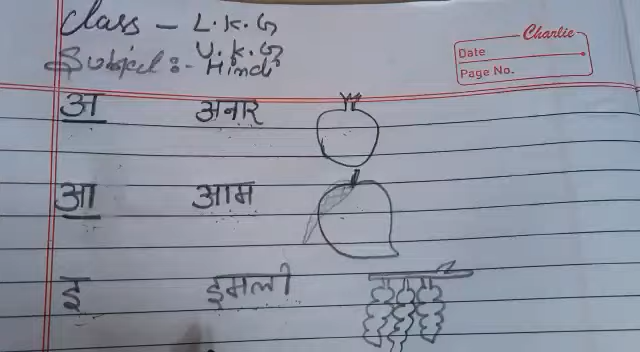 Class - L.K.G
U.K.G
Subject :- Hindi
Charlie
Date
Page No.
अ अनार
आ आम
इ इमली